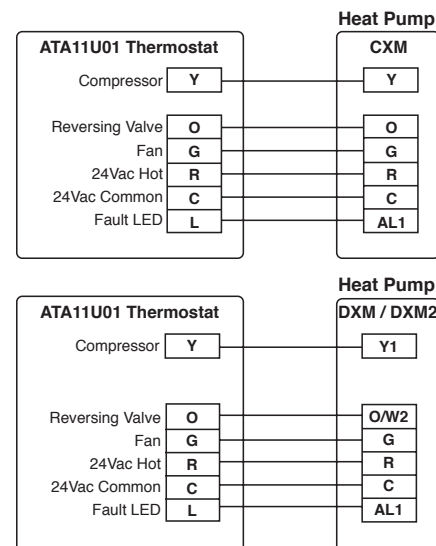 Heat Pump
ATA11U01 Thermostat CXM
Compressor Y Y
Reversing Valve O O
Fan G G
24Vac Hot R R
24Vac Common C C
Fault LED L AL1
Heat Pump
ATA11U01 Thermostat DXM / DXM2
Compressor Y Y1
Reversing Valve O O/W2
Fan G G
24Vac Hot R R
24Vac Common C C
Fault LED L AL1